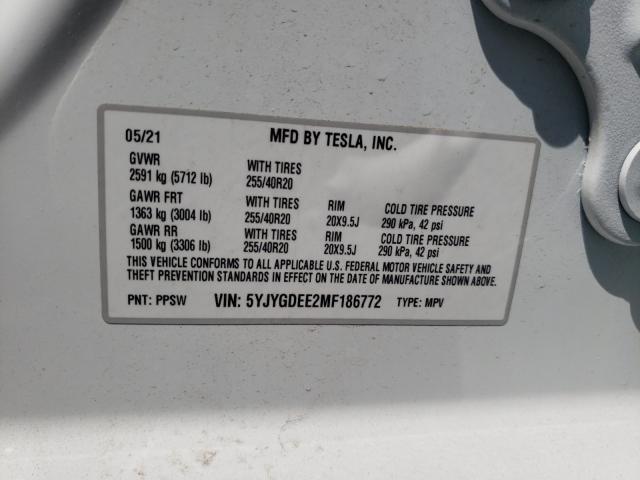 05/21 MFD BY TESLA, INC.
GVWR WITH TIRES
2591 kg (5712 lb) 255/40R20
GAWR FRT WITH TIRES RIM COLD TIRE PRESSURE
1363 kg (3004 lb) 255/40R20 20X9.5J 290 kPa, 42 psi
GAWR RR WITH TIRES RIM COLD TIRE PRESSURE
1500 kg (3306 lb) 255/40R20 20X9.5J 290 kPa, 42 psi
THIS VEHICLE CONFORMS TO ALL APPLICABLE U.S. FEDERAL MOTOR VEHICLE SAFETY AND
THEFT PREVENTION STANDARDS IN EFFECT ON THE DATE OF MANUFACTURE SHOWN ABOVE.
PNT: PPSW VIN: 5YJYGDEE2MF186772 TYPE: MPV